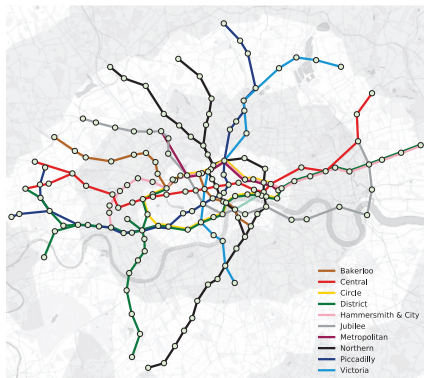 Bakerloo
Central
Circle
District
Hammersmith & City
Jubilee
Metropolitan
Northern
Piccadilly
Victoria